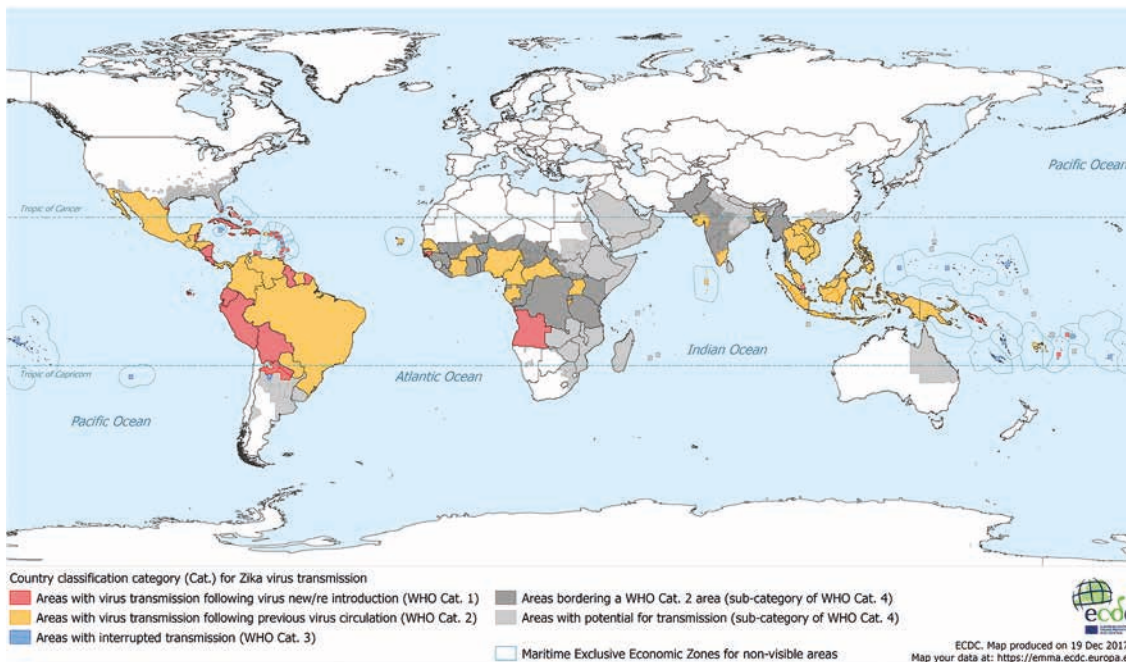 Pacific Ocean
Tropic of Cancer
Indian Ocean
Atlantic Ocean
Tropic of Capricorn
Pacific Ocean
Country classification category (Cat.) for Zika virus transmission
Areas with virus transmission following virus new/re introduction (WHO Cat. 1)
Areas bordering a WHO Cat. 2 area (sub-category of WHO Cat. 4)
Areas with virus transmission following previous virus circulation (WHO Cat. 2)
Areas with potential for transmission (sub-category of WHO Cat. 4)
Areas with interrupted transmission (WHO Cat. 3)
Maritime Exclusive Economic Zones for non-visible areas
ecdc
ECDC. Map produced on 19 Dec 2017
Map your data at: https://emma.ecdc.europa.e